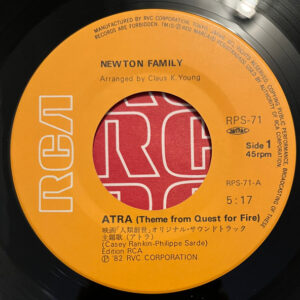 MANUFACTURED BY RVC CORPORATION, TOKYO
NEWTON FAMILY
Arranged by Claus K. Young
RCA
RPS-71
Side 1
45rpm
RPS-71-A
5:17
ATRA (Theme from Quest for Fire)
映画「人類創世」オリジナル・サウンドトラック
主題歌(アトラ)
(Casey Rankin-Philippe Sarde)
Edition RCA
℗ '82 RVC CORPORATION